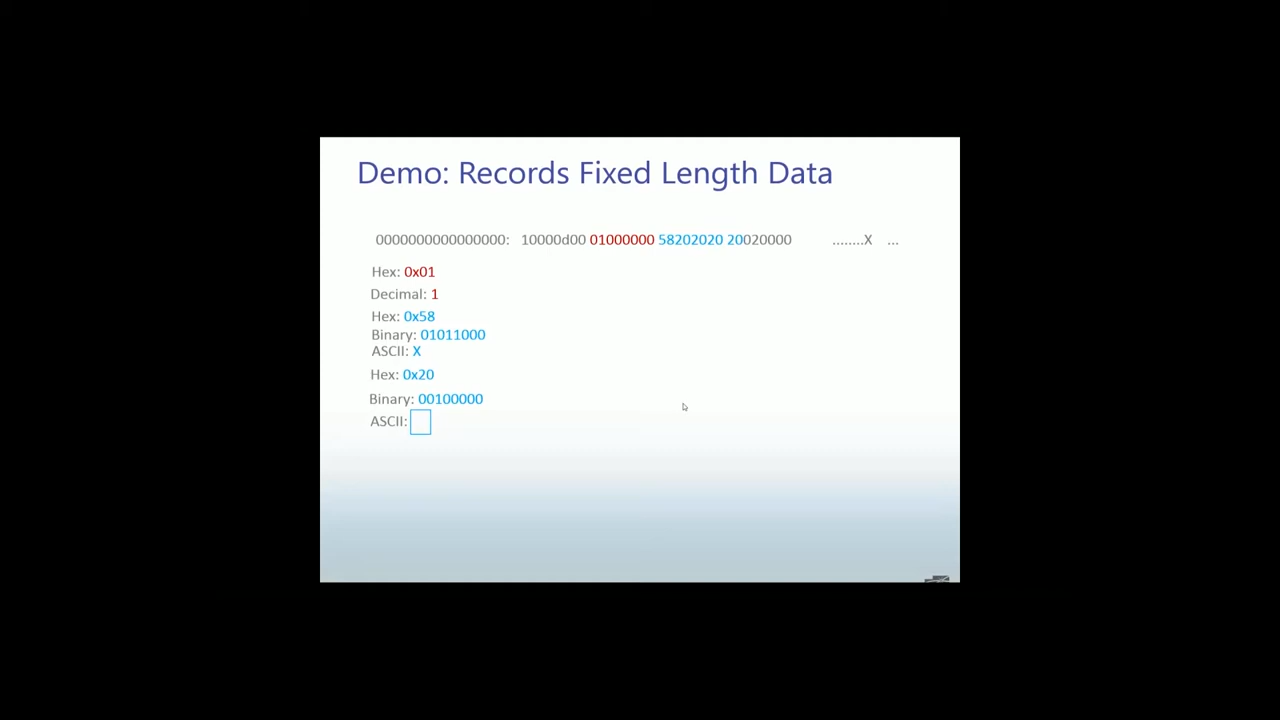 Demo: Records Fixed Length Data
0000000000000000: 10000d00 01000000 58202020 20020000 ........X ...
Hex: 0x01
Decimal: 1
Hex: 0x58
Binary: 01011000
ASCII: X
Hex: 0x20
Binary: 00100000
ASCII: